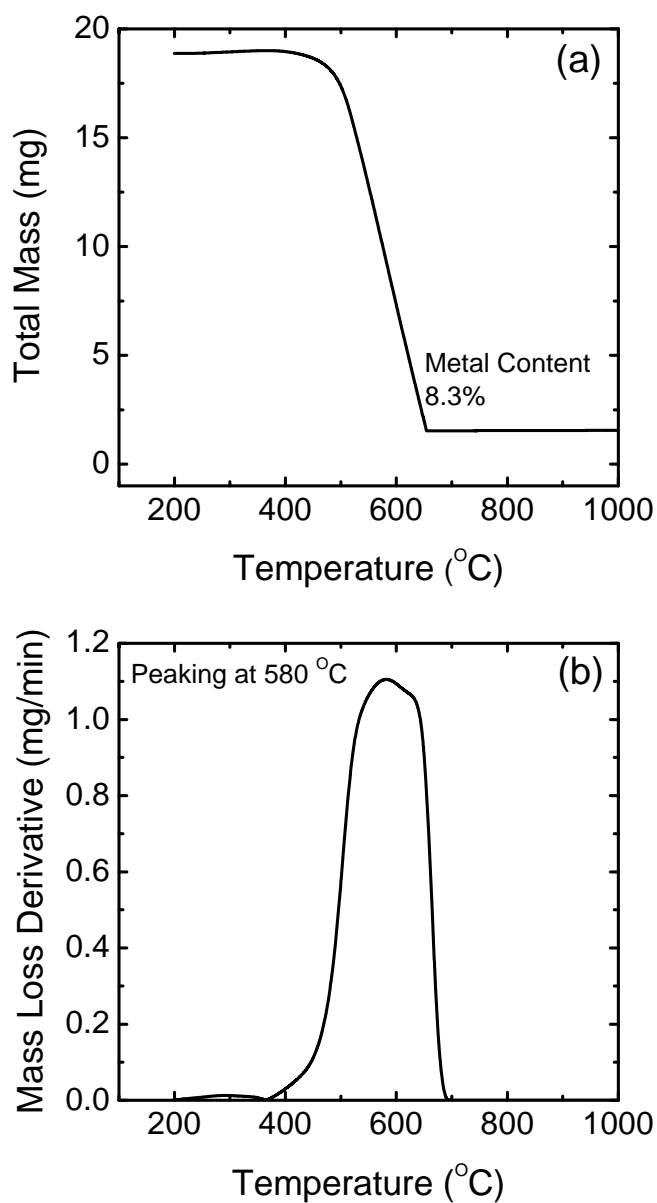 20
(a)
15
10
5
0
Total Mass (mg)
Metal Content
8.3%
200 400 600 800 1000
Temperature (°C)
1.2
Peaking at 580 °C
(b)
1.0
0.8
0.6
0.4
0.2
0.0
Mass Loss Derivative (mg/min)
200 400 600 800 1000
Temperature (°C)